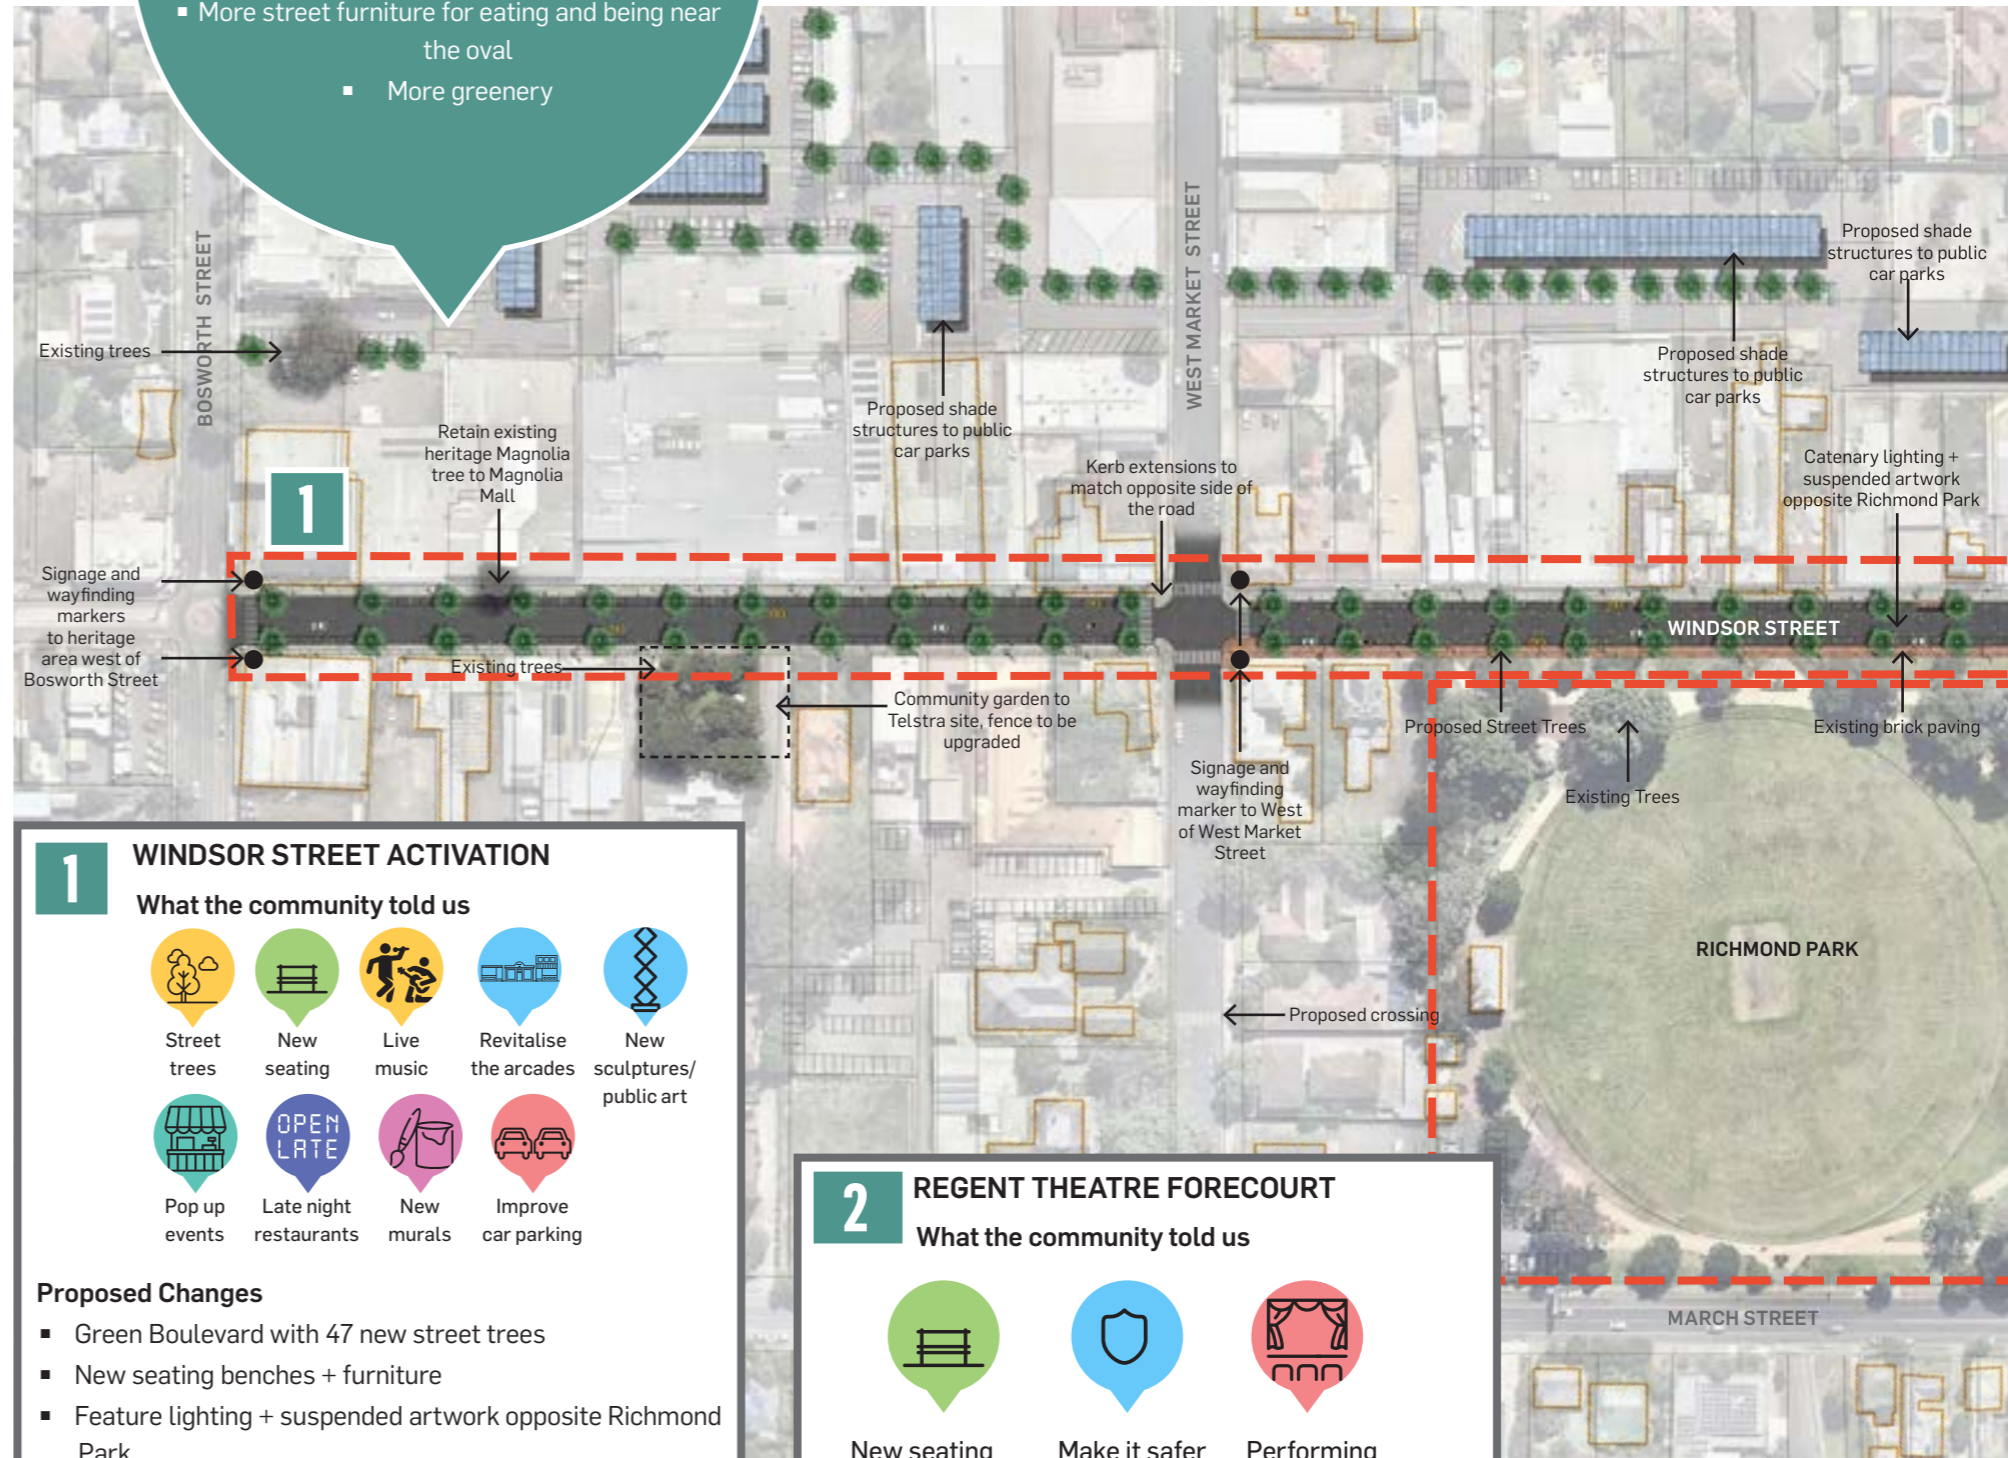 ▪ More street furniture for eating and being near
the oval
▪ More greenery
BOSWORTH STREET
WEST MARKET STREET
Proposed shade
structures to public
car parks
Existing trees
Proposed shade
structures to public
car parks
Proposed shade
structures to public
car parks
Retain existing
heritage Magnolia
tree to Magnolia
Mall
Kerb extensions to
match opposite side of
the road
Catenary lighting +
suspended artwork
opposite Richmond Park
1
Signage and
wayfinding
markers
to heritage
area west of
Bosworth Street
WINDSOR STREET
Existing trees
Community garden to
Telstra site, fence to be
upgraded
Proposed Street Trees
Existing brick paving
Signage and
wayfinding
marker to West
of West Market
Street
Existing Trees
RICHMOND PARK
Proposed crossing
MARCH STREET
1
WINDSOR STREET ACTIVATION
What the community told us
Street
trees
New
seating
Live
music
Revitalise
the arcades
New
sculptures/
public art
OPEN
LATE
Pop up
events
Late night
restaurants
New
murals
Improve
car parking
Proposed Changes
▪ Green Boulevard with 47 new street trees
▪ New seating benches + furniture
▪ Feature lighting + suspended artwork opposite Richmond
Park
2
REGENT THEATRE FORECOURT
What the community told us
New seating
Make it safer
Performing